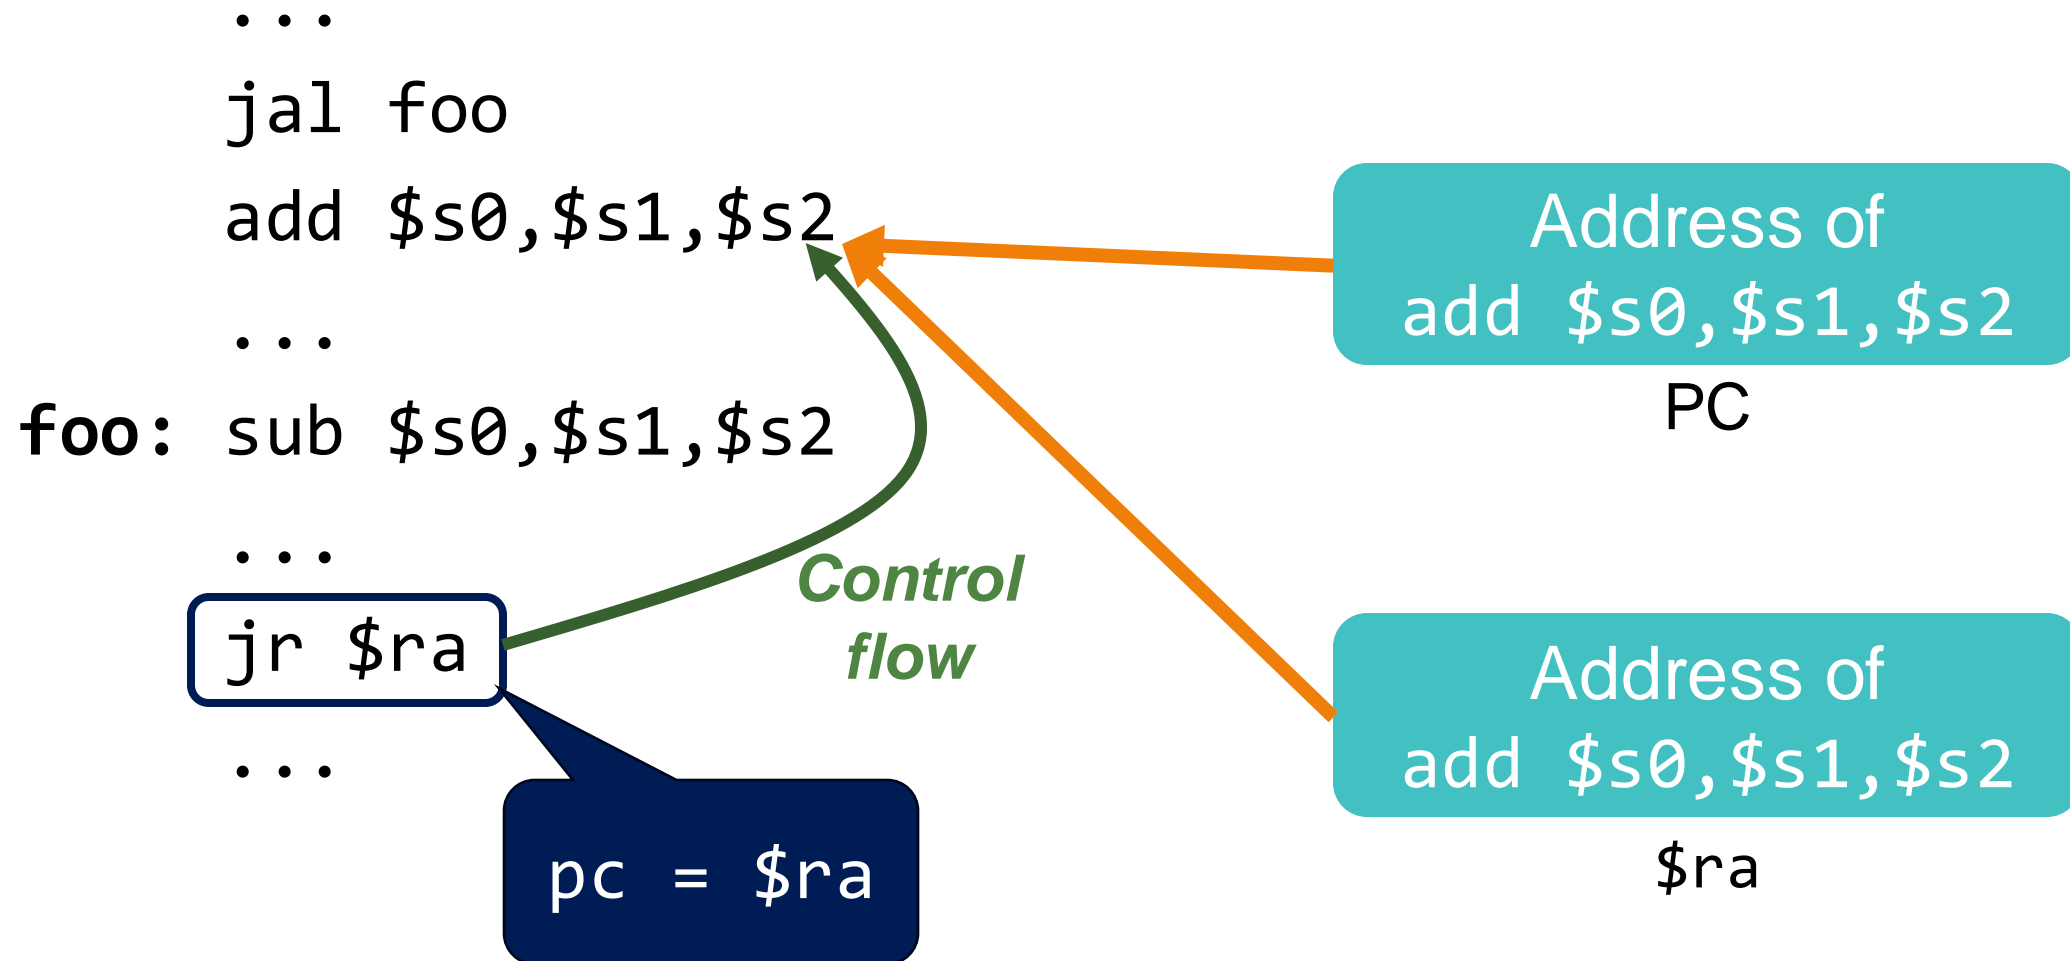 ...
jal foo
add $s0,$s1,$s2
...
foo: sub $s0,$s1,$s2
...
jr $ra
...
pc = $ra
Control
flow
Address of
add $s0,$s1,$s2
PC
Address of
add $s0,$s1,$s2
$ra